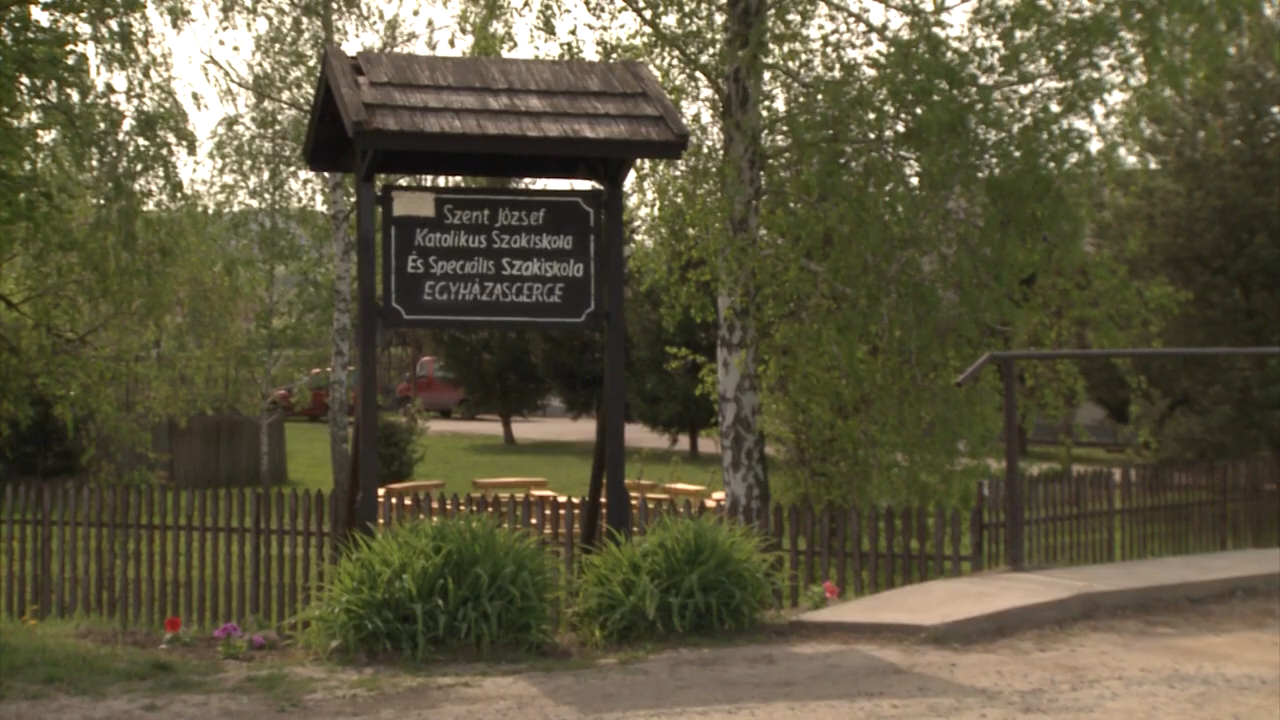 Szent József
Katolikus Szakiskola
És Speciális Szakiskola
EGYHÁZASGERGE